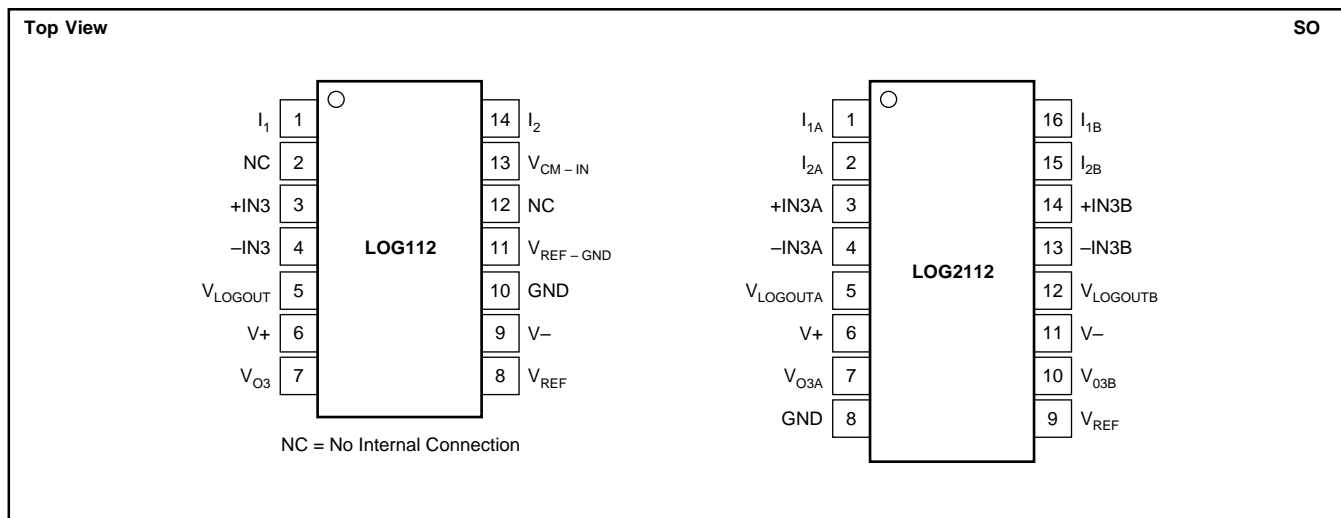 Top View
SO
I1 1
NC 2
+IN3 3
–IN3 4
VLOGOUT 5
V+ 6
VO3 7
LOG112
14 I2
13 VCM – IN
12 NC
11 VREF – GND
10 GND
9 V–
8 VREF
NC = No Internal Connection
I1A 1
I2A 2
+IN3A 3
–IN3A 4
VLOGOUTA 5
V+ 6
VO3A 7
GND 8
LOG2112
16 I1B
15 I2B
14 +IN3B
13 –IN3B
12 VLOGOUTB
11 V–
10 V03B
9 VREF